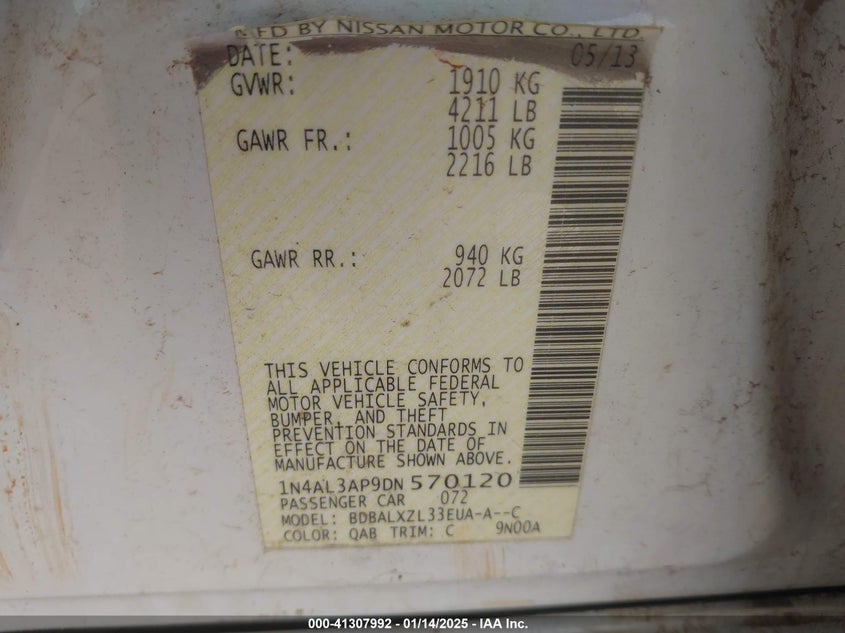 MFD BY NISSAN MOTOR CO., LTD.
DATE: 05/13
GVWR: 1910 KG
4211 LB
GAWR FR.: 1005 KG
2216 LB
GAWR RR.: 940 KG
2072 LB
THIS VEHICLE CONFORMS TO
ALL APPLICABLE FEDERAL
MOTOR VEHICLE SAFETY,
BUMPER, AND THEFT
PREVENTION STANDARDS IN
EFFECT ON THE DATE OF
MANUFACTURE SHOWN ABOVE.
1N4AL3AP9DN 570120
PASSENGER CAR 072
MODEL: BDBALXZL33EUA-A--C
COLOR: QAB TRIM: C 9N00A
000-41307992 - 01/14/2025 - IAA Inc.